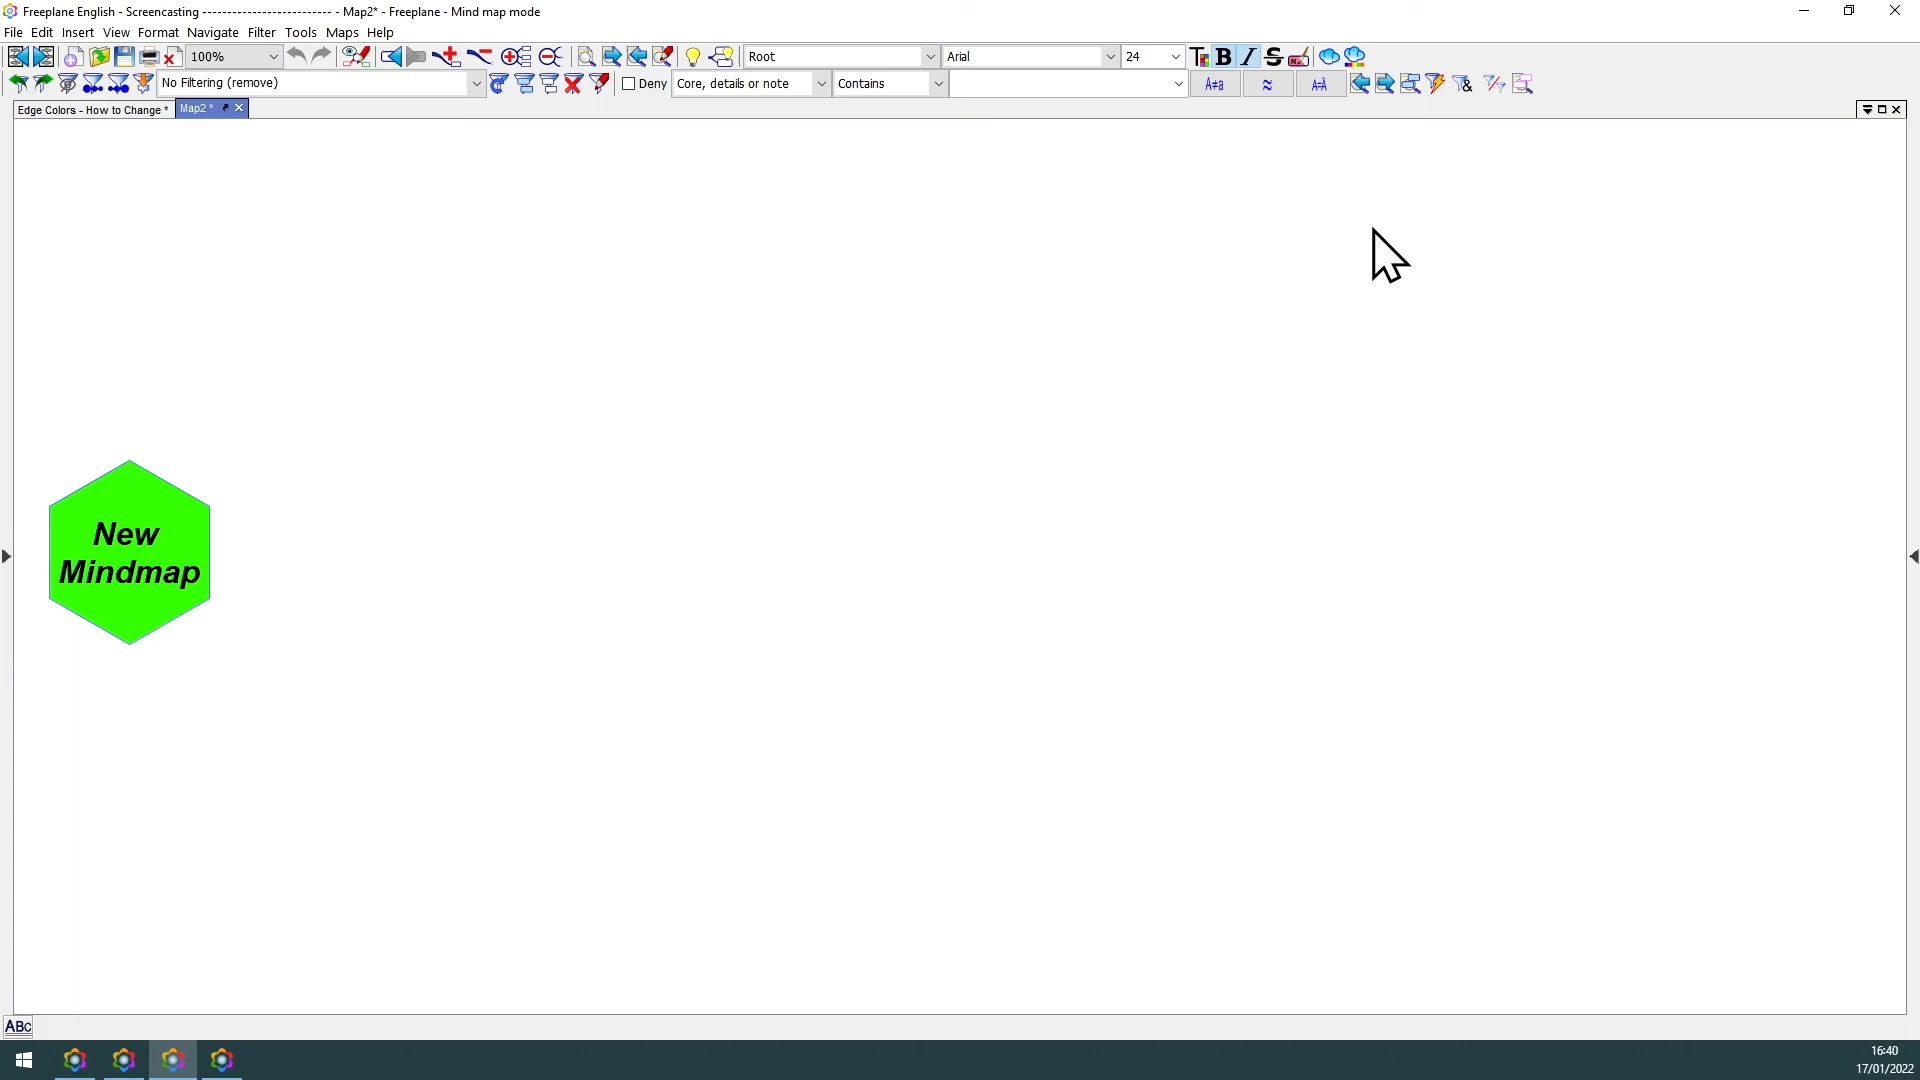 Freeplane English - Screencasting --------------------------- - Map2* - Freeplane - Mind map mode
File Edit Insert View Format Navigate Filter Tools Maps Help
100% Root Arial 24 B I S
No Filtering (remove) Deny Core, details or note Contains A≠a ≈ A=Ä
Edge Colors - How to Change * Map2 *
New
Mindmap
ABC
16:40
17/01/2022